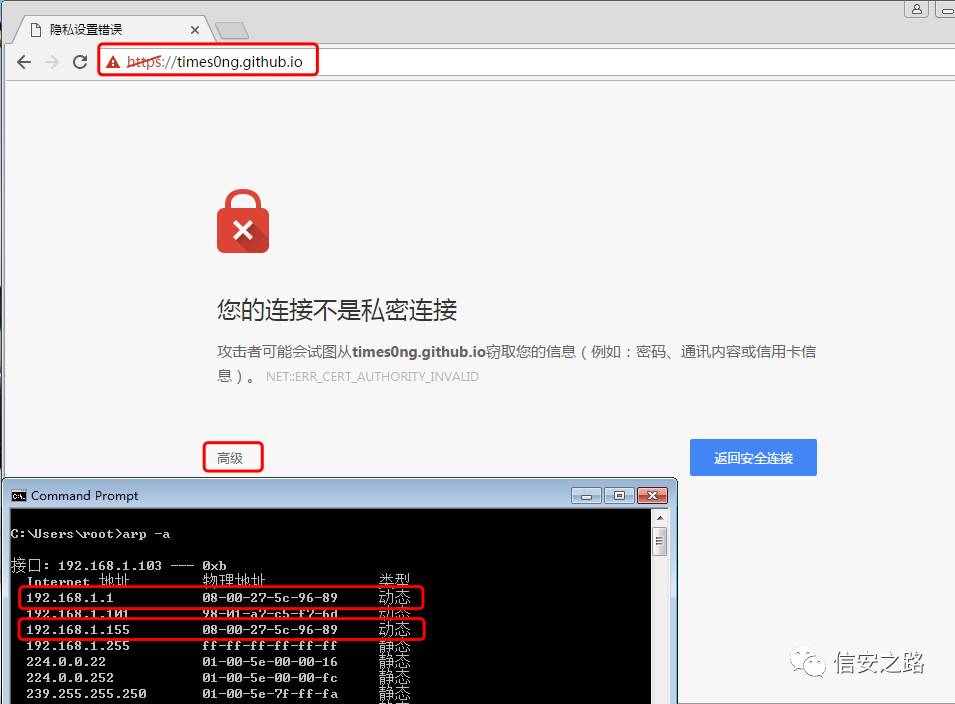 隐私设置错误
https://times0ng.github.io
您的连接不是私密连接
攻击者可能会试图从times0ng.github.io窃取您的信息（例如：密码、通讯内容或信用卡信
息）。 NET::ERR_CERT_AUTHORITY_INVALID
高级 返回安全连接
Command Prompt
C:\Users\root>arp -a
接口: 192.168.1.103 --- 0xb
Internet 地址 物理地址 类型
192.168.1.1 08-00-27-5c-96-89 动态
192.168.1.101 98-01-a7-c5-f2-6d 动态
192.168.1.155 08-00-27-5c-96-89 动态
192.168.1.255 ff-ff-ff-ff-ff-ff 静态
224.0.0.22 01-00-5e-00-00-16 静态
224.0.0.252 01-00-5e-00-00-fc 静态
239.255.255.250 01-00-5e-7f-ff-fa 静态
信安之路